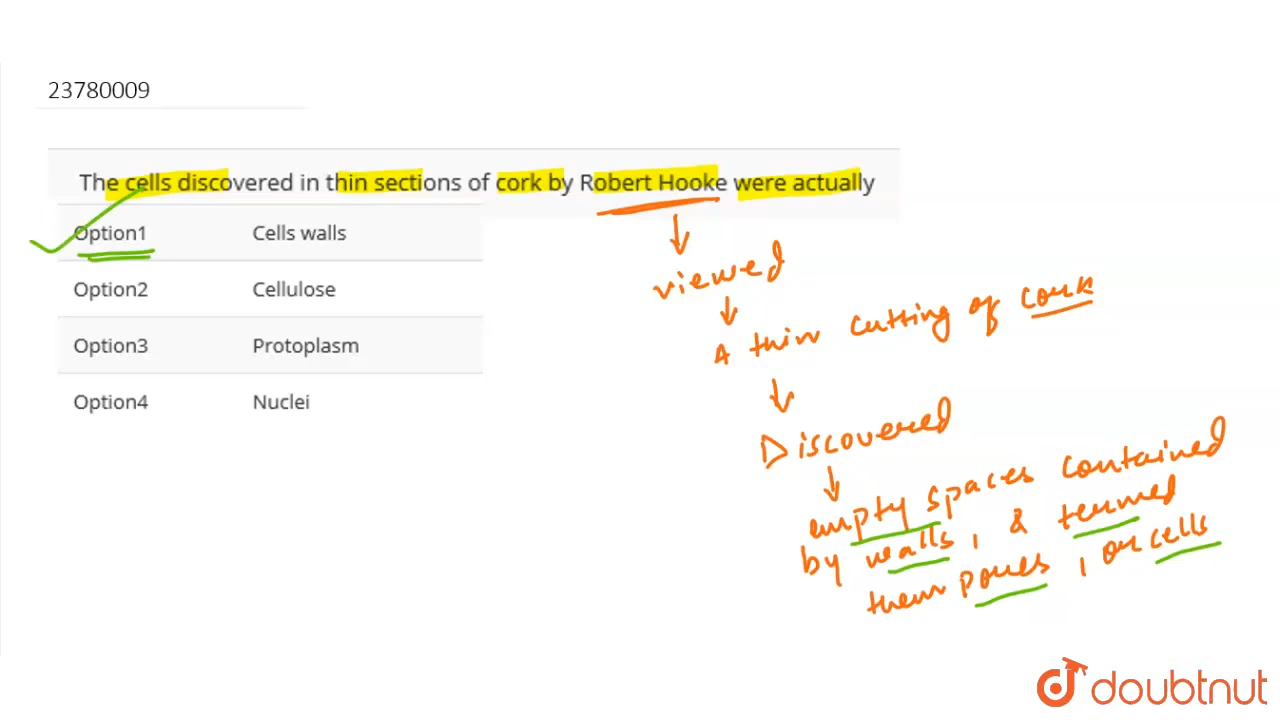 23780009
The cells discovered in thin sections of cork by Robert Hooke were actually
Option1 Cells walls
Option2 Cellulose
Option3 Protoplasm
Option4 Nuclei
viewed
A thin cutting of cork
Discovered
empty spaces contained
by walls, & termed
them pores, or cells
doubtnut